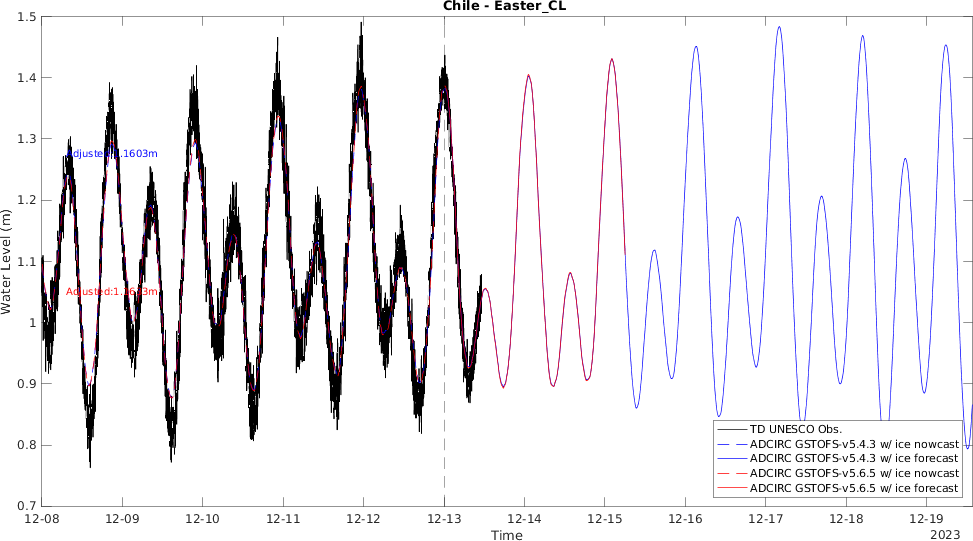 Chile - Easter_CL
1.5
1.4
1.3
1.2
1.1
1
0.9
0.8
0.7
Water Level (m)
12-08
12-09
12-10
12-11
12-12
12-13
12-14
12-15
12-16
12-17
12-18
12-19
2023
Time
TD UNESCO Obs.
ADCIRC GSTOFS-v5.4.3 w/ ice nowcast
ADCIRC GSTOFS-v5.4.3 w/ ice forecast
ADCIRC GSTOFS-v5.6.5 w/ ice nowcast
ADCIRC GSTOFS-v5.6.5 w/ ice forecast